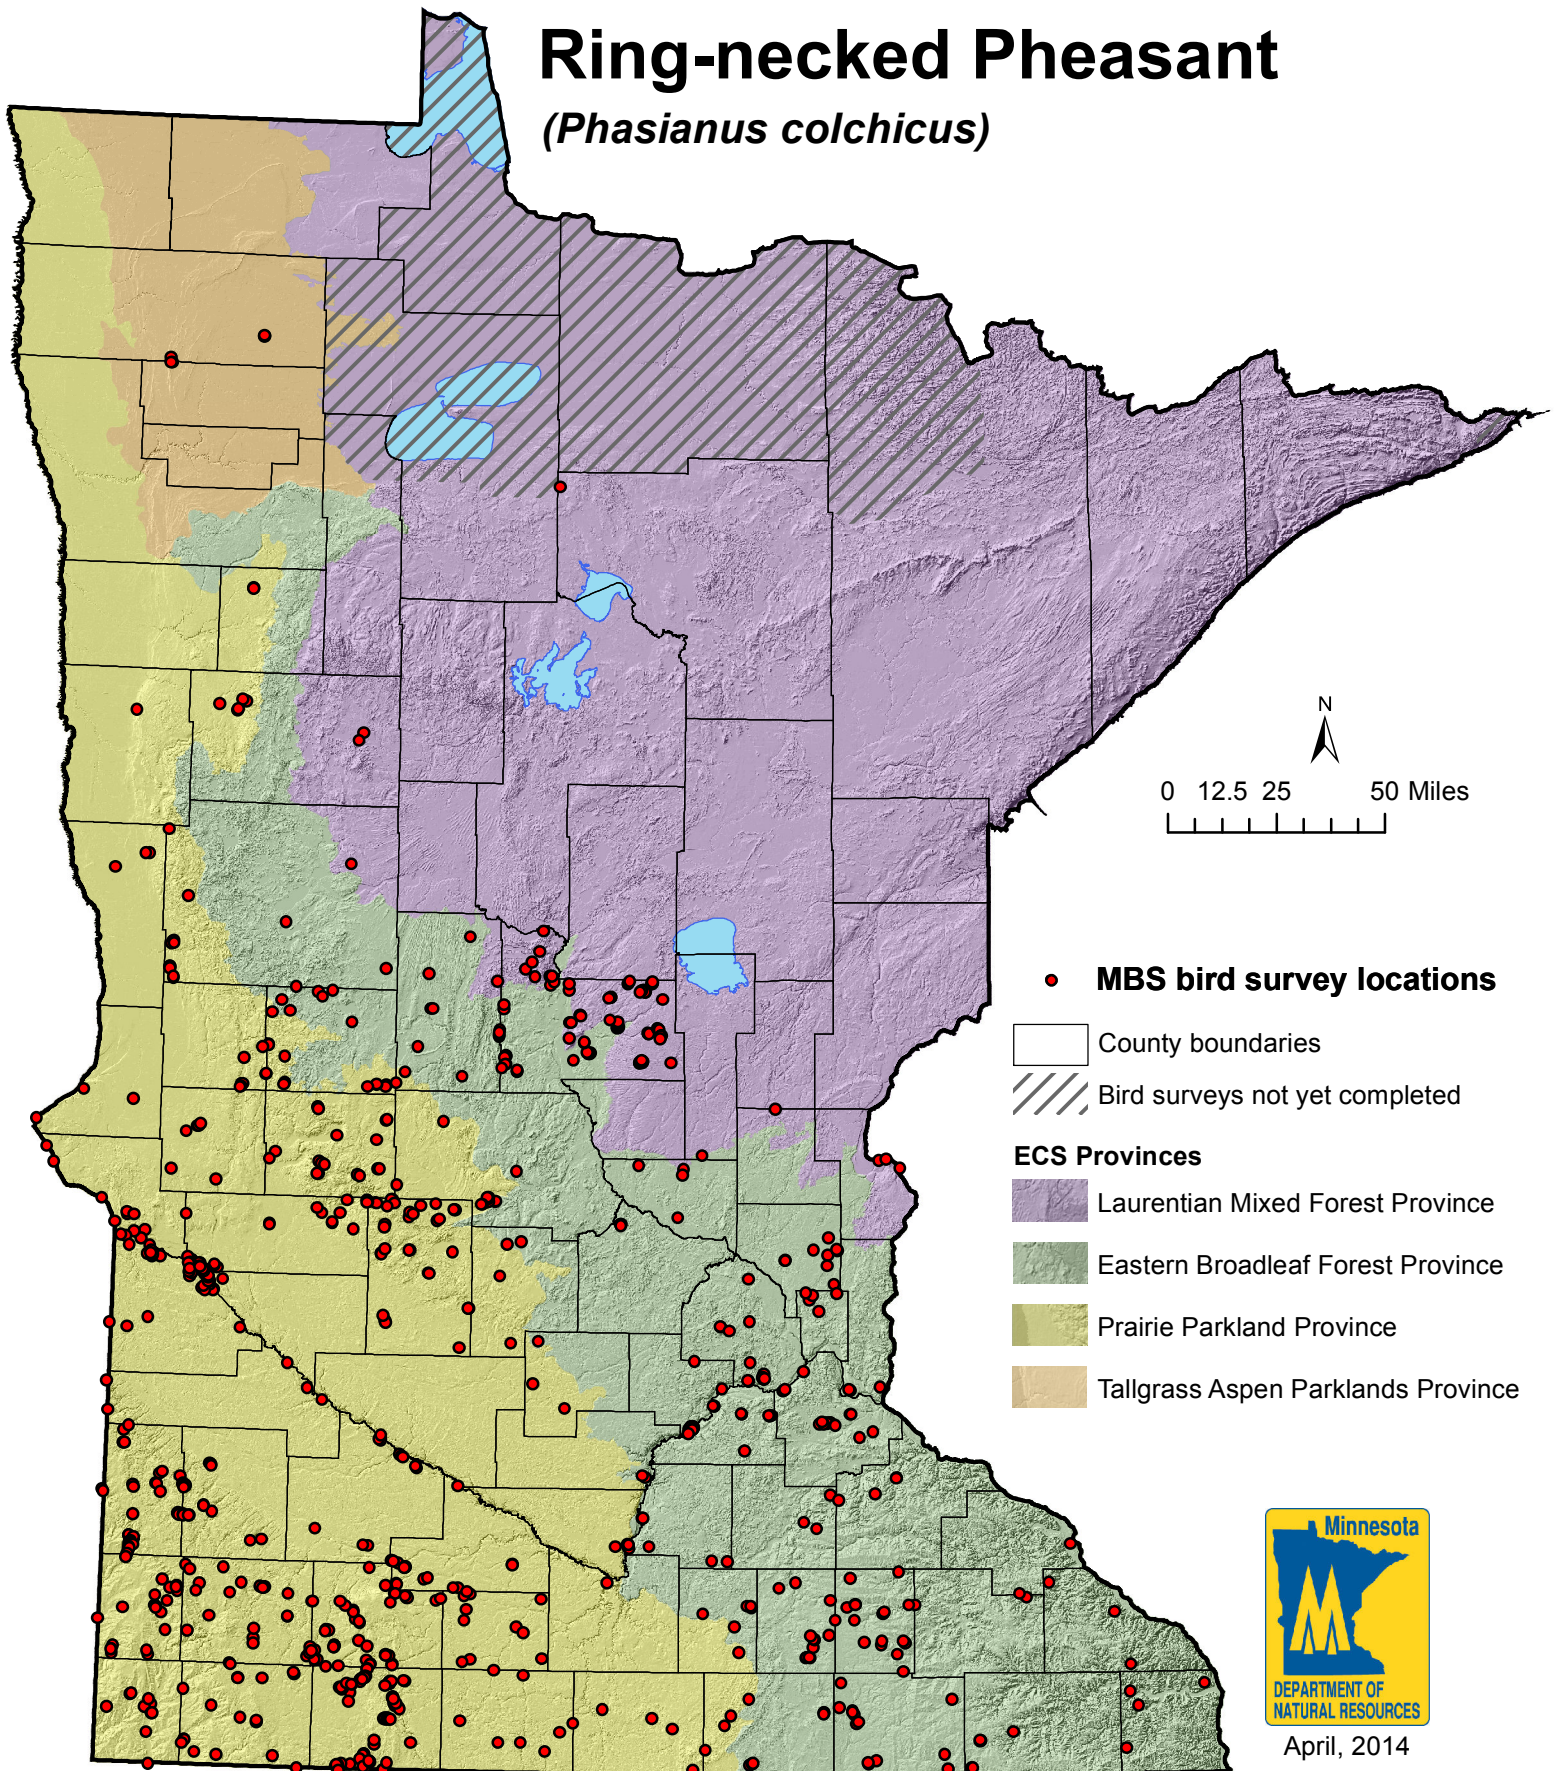 Ring-necked Pheasant
(Phasianus colchicus)
N
0 12.5 25 50 Miles
MBS bird survey locations
County boundaries
Bird surveys not yet completed
ECS Provinces
Laurentian Mixed Forest Province
Eastern Broadleaf Forest Province
Prairie Parkland Province
Tallgrass Aspen Parklands Province
Minnesota
DEPARTMENT OF
NATURAL RESOURCES
April, 2014